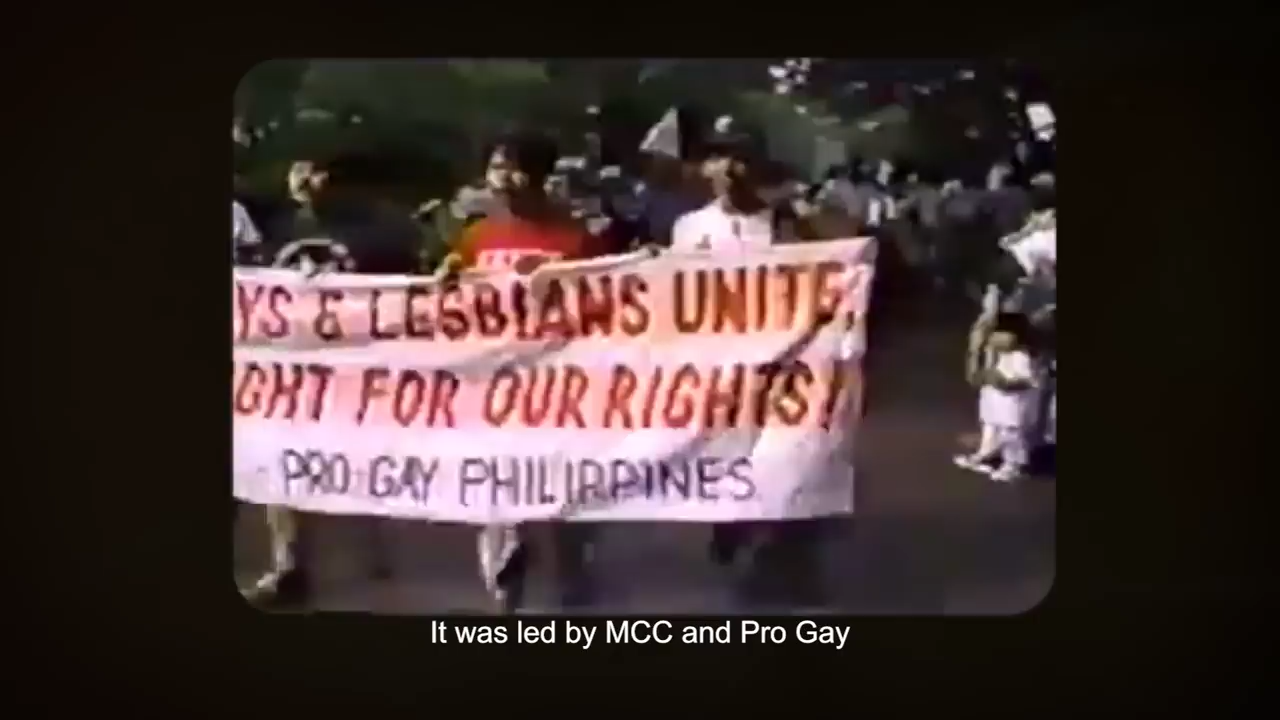 YS & LESBIANS UNITE,
GHT FOR OUR RIGHTS!
PRO-GAY PHILIPPINES
It was led by MCC and Pro Gay